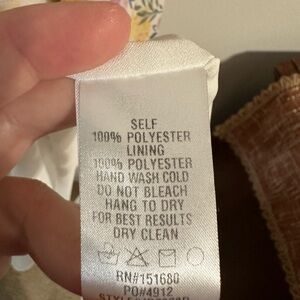 SELF
100% POLYESTER
LINING
100% POLYESTER
HAND WASH COLD
DO NOT BLEACH
HANG TO DRY
FOR BEST RESULTS
DRY CLEAN
RN#151680
PO#4912